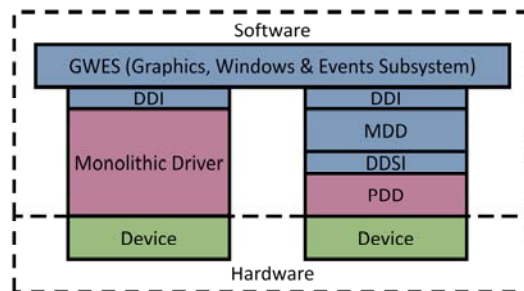 Software
GWES (Graphics, Windows & Events Subsystem)
DDI
Monolithic Driver
Device
DDI
MDD
DDSI
PDD
Device
Hardware